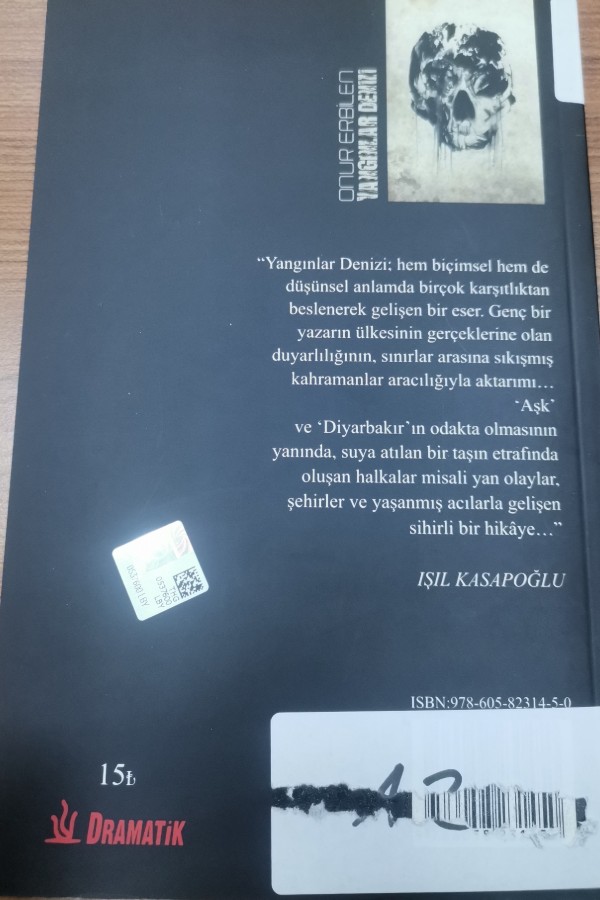 ONUR ERBİLEN
YANGINLAR DENİZİ
“Yangınlar Denizi; hem biçimsel hem de
düşünsel anlamda birçok karşıtlıktan
beslenerek gelişen bir eser. Genç bir
yazarın ülkesinin gerçeklerine olan
duyarlılığının, sınırlar arasına sıkışmış
kahramanlar aracılığıyla aktarımı…
‘Aşk’
ve ‘Diyarbakır’ın odakta olmasının
yanında, suya atılan bir taşın etrafında
oluşan halkalar misali yan olaylar,
şehirler ve yaşanmış acılarla gelişen
sihirli bir hikâye…”
IŞIL KASAPOĞLU
ISBN:978-605-82314-5-0
15₺
DRAMATİK